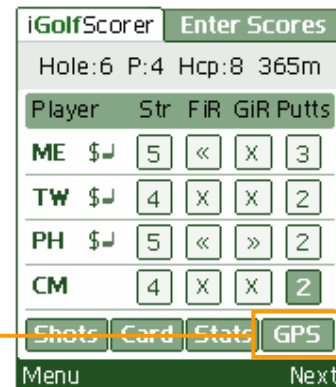 iGolfScorer Enter Scores
Hole:6 P:4 Hcp:8 365m
Player Str FiR GiR Putts
ME $↵ 5 « X 3
TW $↵ 4 X X 2
PH $↵ 5 « » 2
CM 4 X X 2
Shots Card Stats GPS
Menu Next